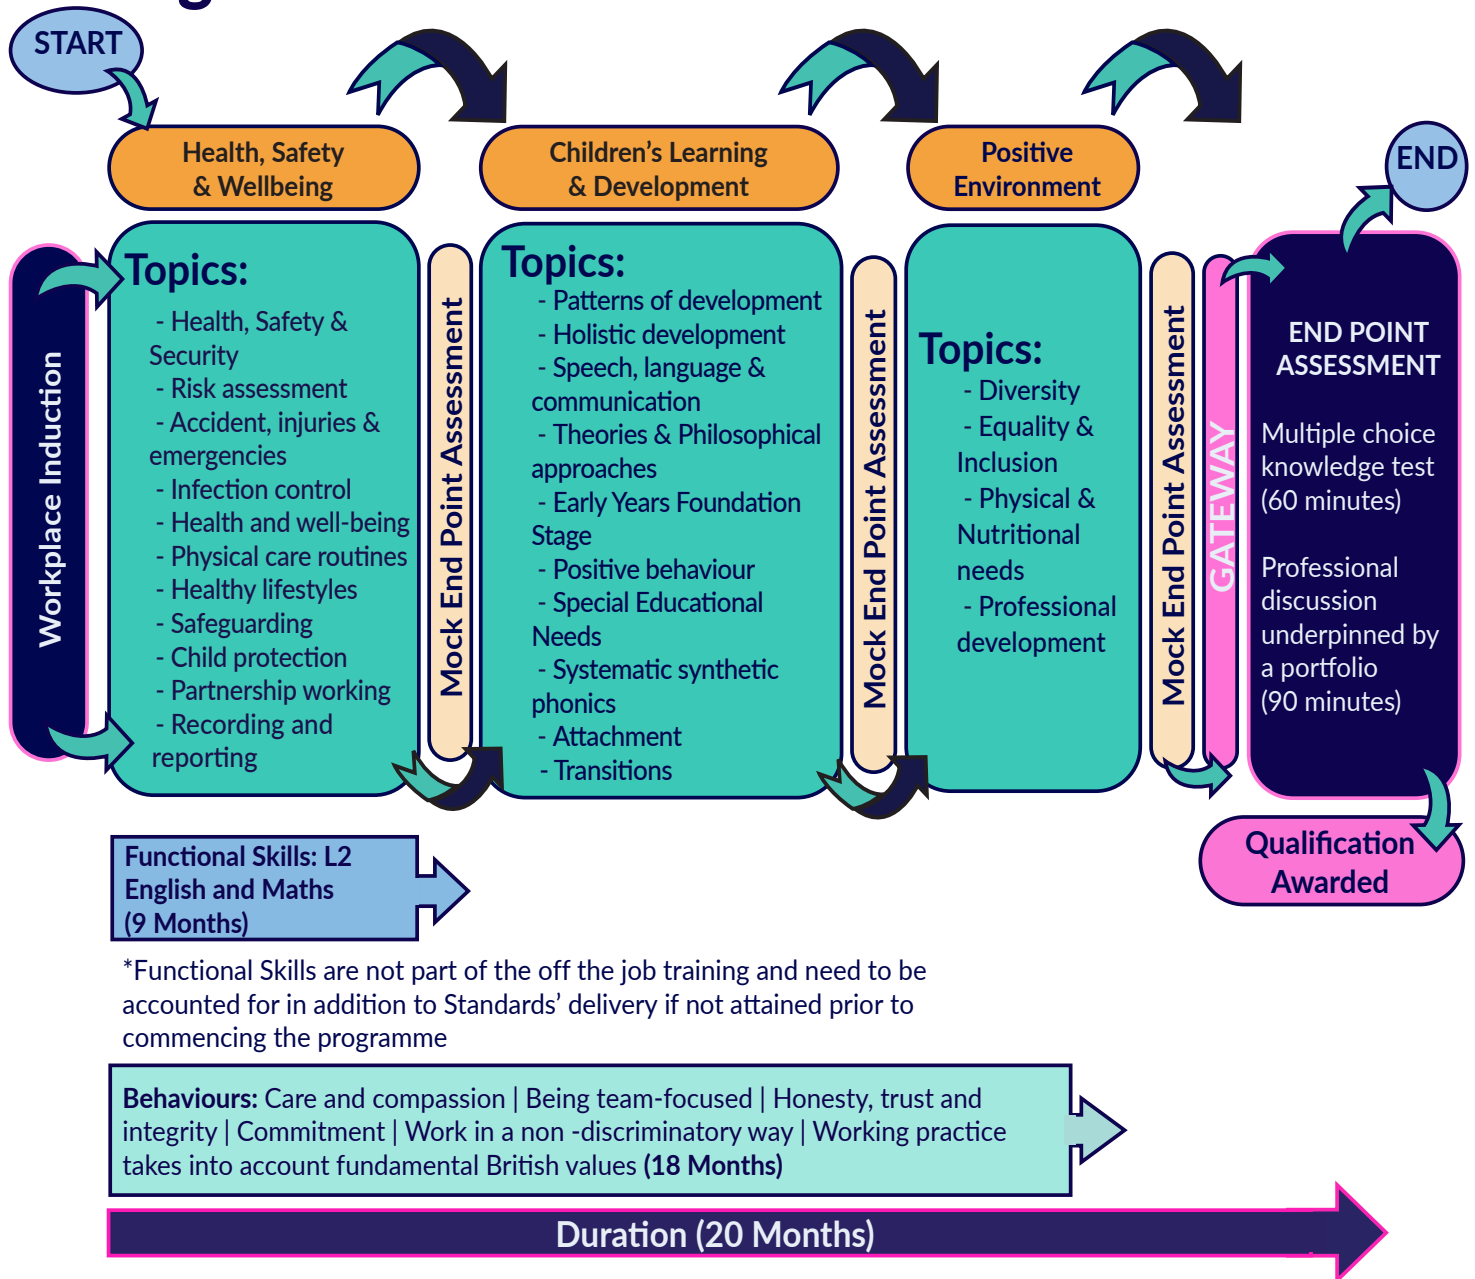 START
Health, Safety
& Wellbeing
Children’s Learning
& Development
Positive
Environment
END
Workplace Induction
Topics:
- Health, Safety &
Security
- Risk assessment
- Accident, injuries &
emergencies
- Infection control
- Health and well-being
- Physical care routines
- Healthy lifestyles
- Safeguarding
- Child protection
- Partnership working
- Recording and
reporting
Mock End Point Assessment
Topics:
- Patterns of development
- Holistic development
- Speech, language &
communication
- Theories & Philosophical
approaches
- Early Years Foundation
Stage
- Positive behaviour
- Special Educational
Needs
- Systematic synthetic
phonics
- Attachment
- Transitions
Mock End Point Assessment
Topics:
- Diversity
- Equality &
Inclusion
- Physical &
Nutritional
needs
- Professional
development
Mock End Point Assessment
GATEWAY
END POINT
ASSESSMENT
Multiple choice
knowledge test
(60 minutes)
Professional
discussion
underpinned by
a portfolio
(90 minutes)
Qualification
Awarded
Functional Skills: L2
English and Maths
(9 Months)
*Functional Skills are not part of the off the job training and need to be
accounted for in addition to Standards’ delivery if not attained prior to
commencing the programme
Behaviours: Care and compassion | Being team-focused | Honesty, trust and
integrity | Commitment | Work in a non -discriminatory way | Working practice
takes into account fundamental British values (18 Months)
Duration (20 Months)